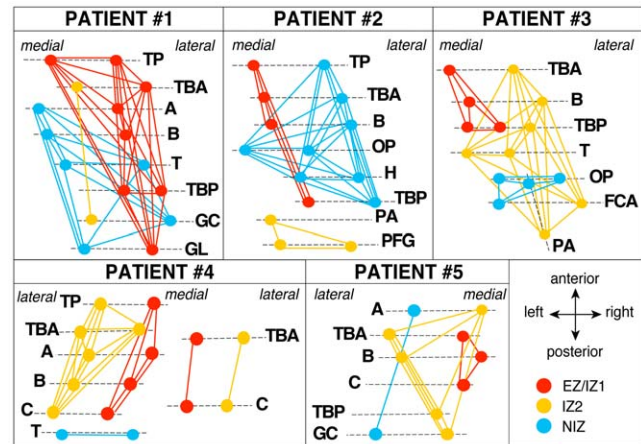 PATIENT #1
medial
lateral
TP
TBA
A
B
T
TBP
GC
GL
PATIENT #2
medial
lateral
TP
TBA
B
OP
H
TBP
PA
PFG
PATIENT #3
medial
lateral
TBA
B
TBP
T
OP
FCA
PA
PATIENT #4
lateral
medial
lateral
TP
TBA
A
B
C
T
TBA
C
PATIENT #5
lateral
medial
A
TBA
B
C
TBP
GC
anterior
left
right
posterior
EZ/IZ1
IZ2
NIZ